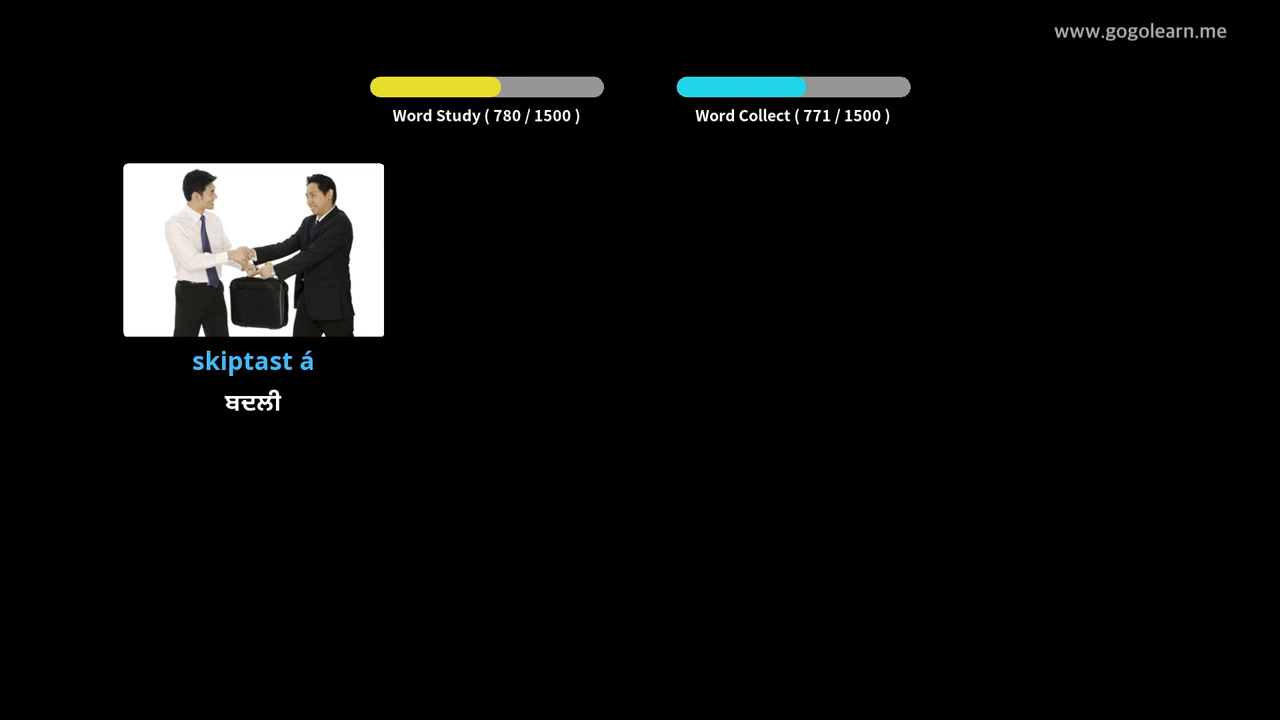 www.gogolearn.me
Word Study ( 780 / 1500 )
Word Collect ( 771 / 1500 )
skiptast á
ਬਦਲੀ